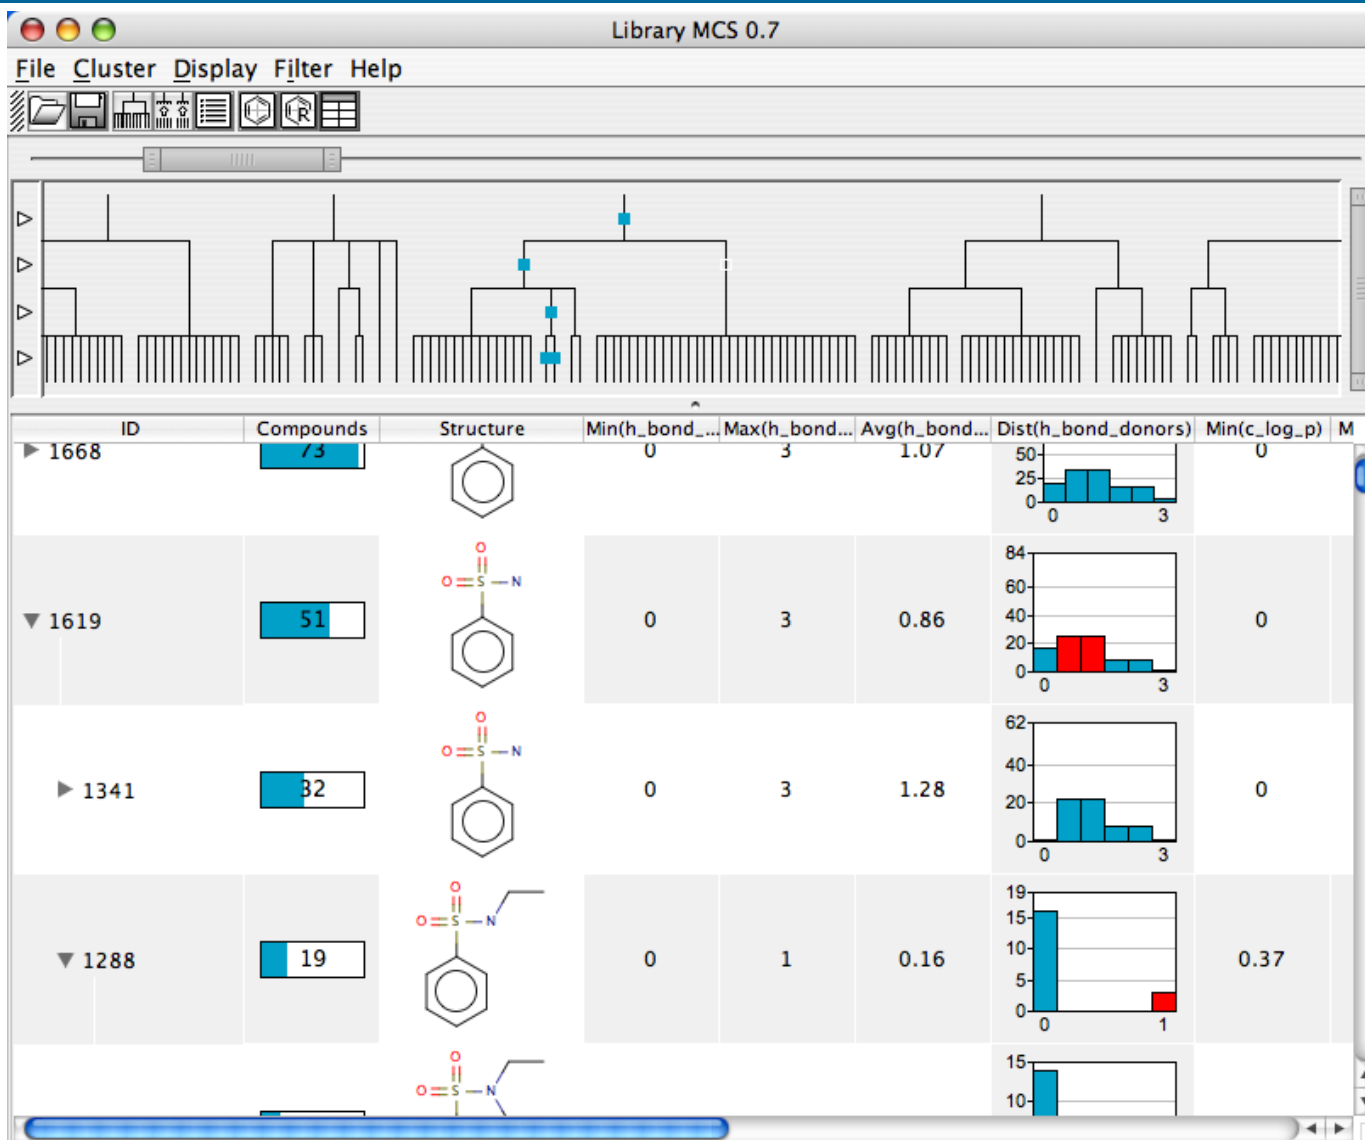 Library MCS 0.7
File Cluster Display Filter Help
R
ID Compounds Structure Min(h_bond_... Max(h_bond... Avg(h_bond... Dist(h_bond_donors) Min(c_log_p) M
1668 73 0 3 1.07 0
50
25
0
0 3
1619 51 0 3 0.86 0
O
O S N
84
60
40
20
0
0 3
1341 32 0 3 1.28 0
O
O S N
62
40
20
0
0 3
1288 19 0 1 0.16 0.37
O
O S N
19
15
10
5
0
0 1
O
O S N
15
10